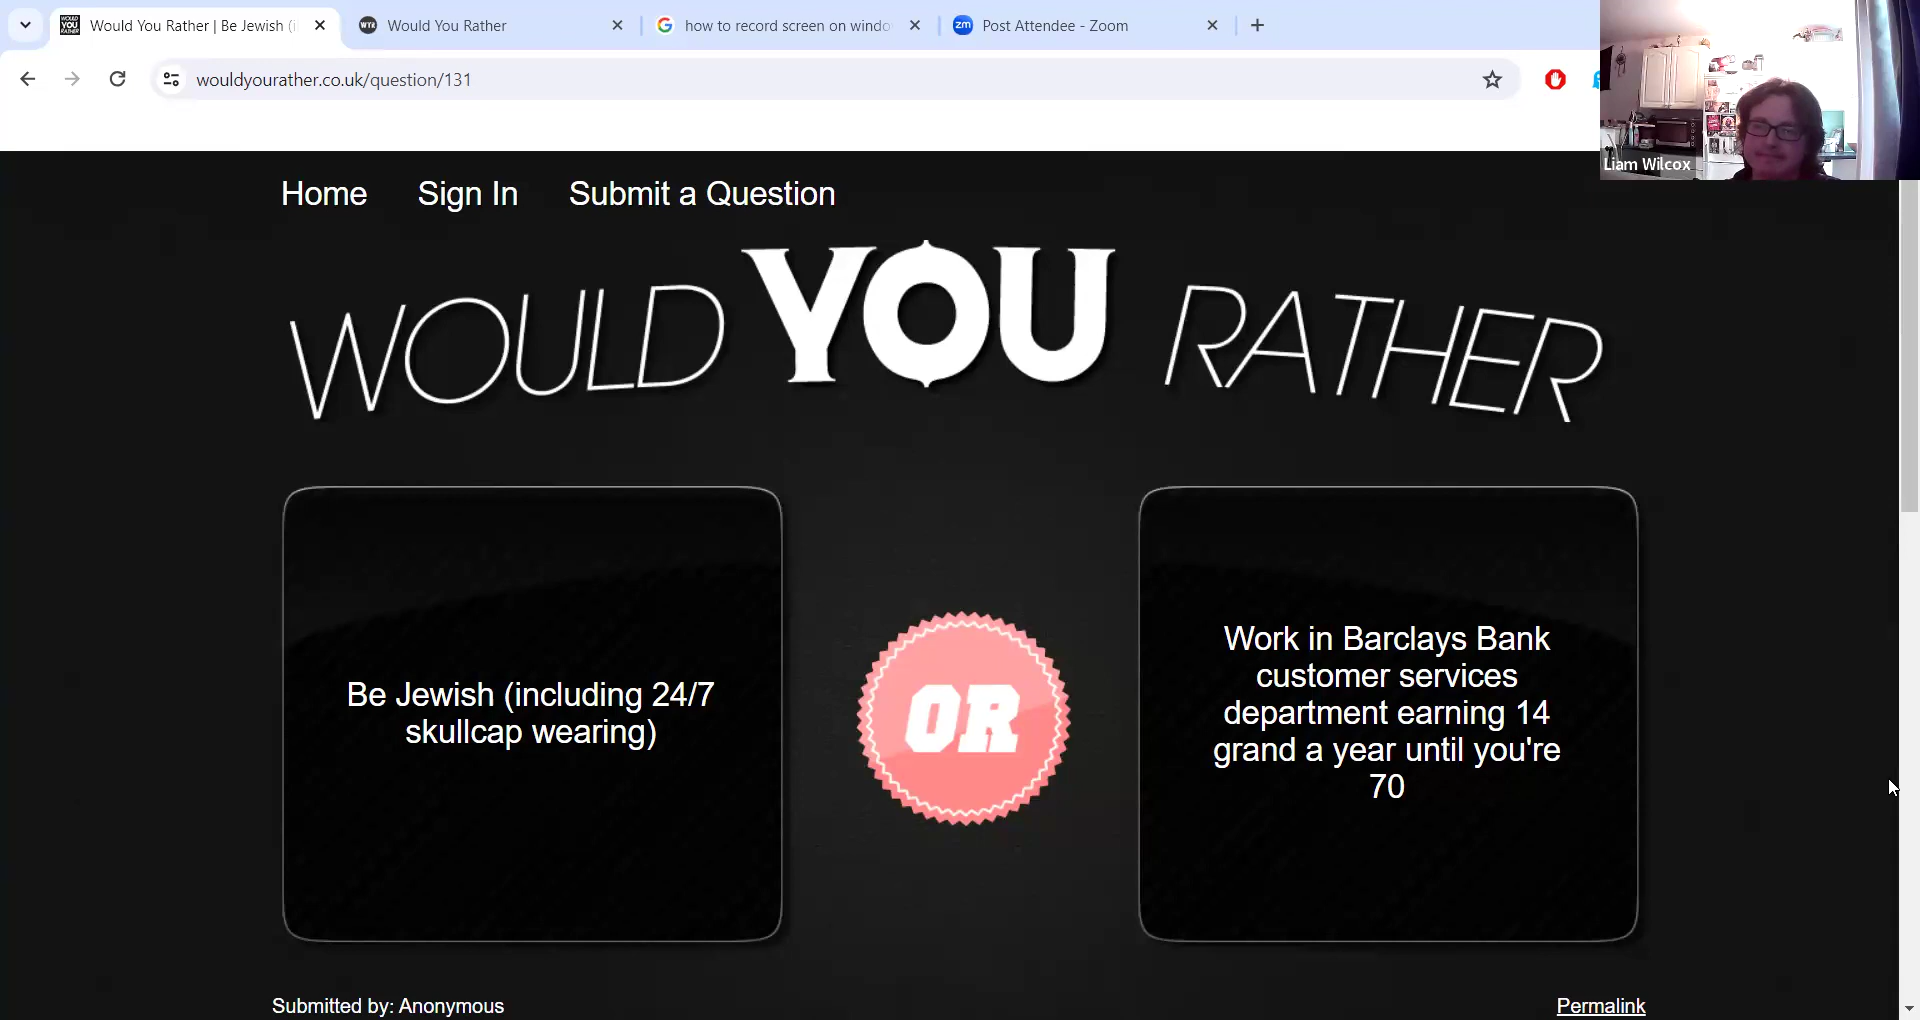 Would You Rather | Be Jewish (i
Would You Rather
how to record screen on windo
zm
Post Attendee - Zoom
wouldyourather.co.uk/question/131
Liam Wilcox
Home
Sign In
Submit a Question
WOULD YOU RATHER
Be Jewish (including 24/7
skullcap wearing)
OR
Work in Barclays Bank
customer services
department earning 14
grand a year until you're
70
Submitted by: Anonymous
Permalink